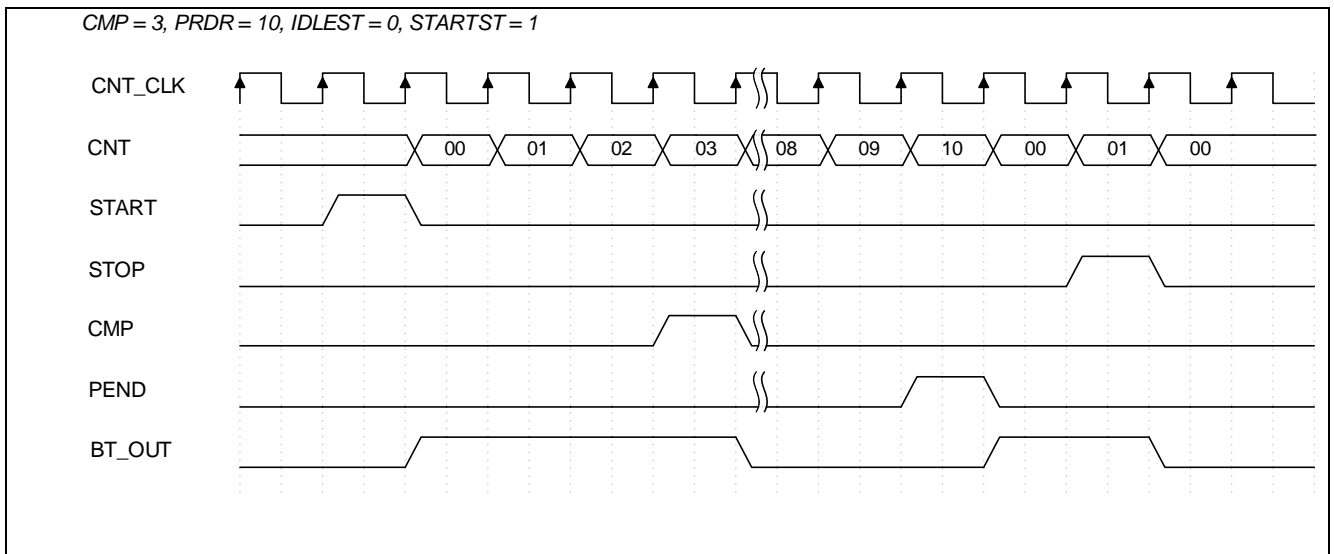 CMP = 3, PRDR = 10, IDLEST = 0, STARTST = 1
CNT_CLK
CNT 00 01 02 03 08 09 10 00 01 00
START
STOP
CMP
PEND
BT_OUT